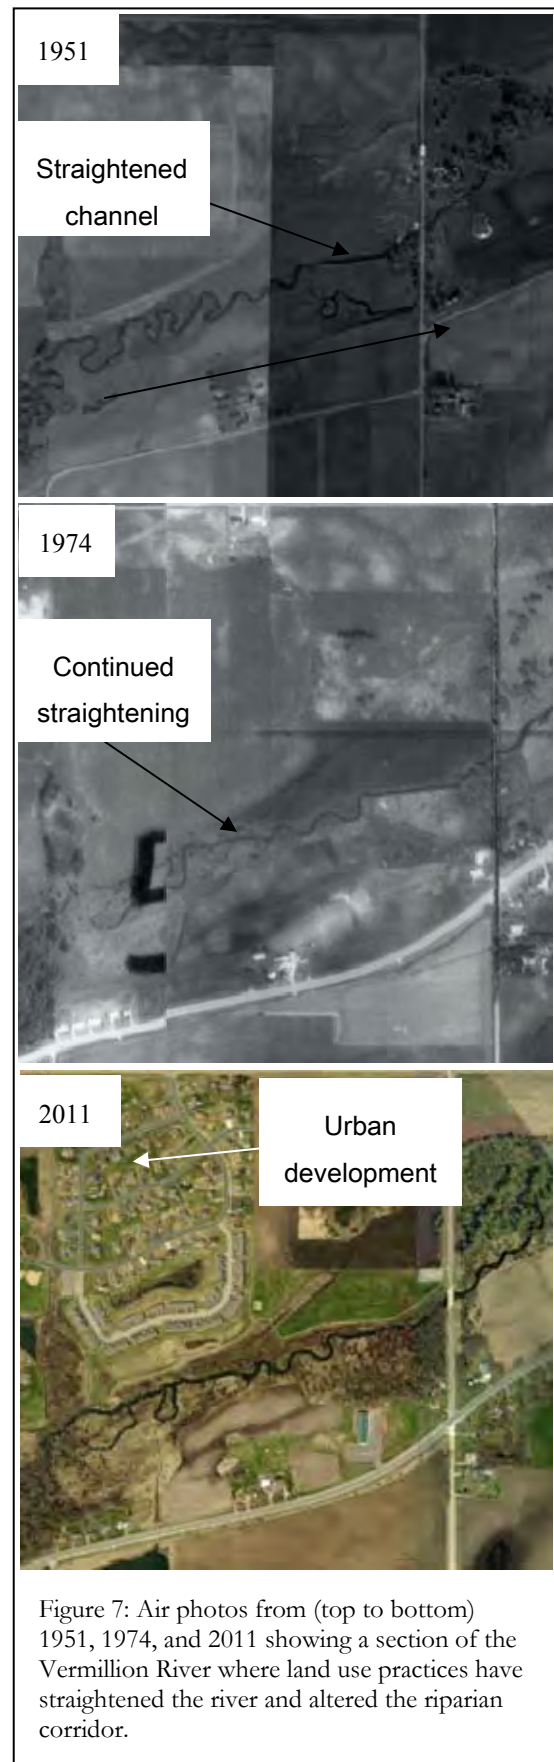 1951
Straightened
channel
1974
Continued
straightening
2011
Urban
development
Figure 7: Air photos from (top to bottom)
1951, 1974, and 2011 showing a section of the
Vermillion River where land use practices have
straightened the river and altered the riparian
corridor.